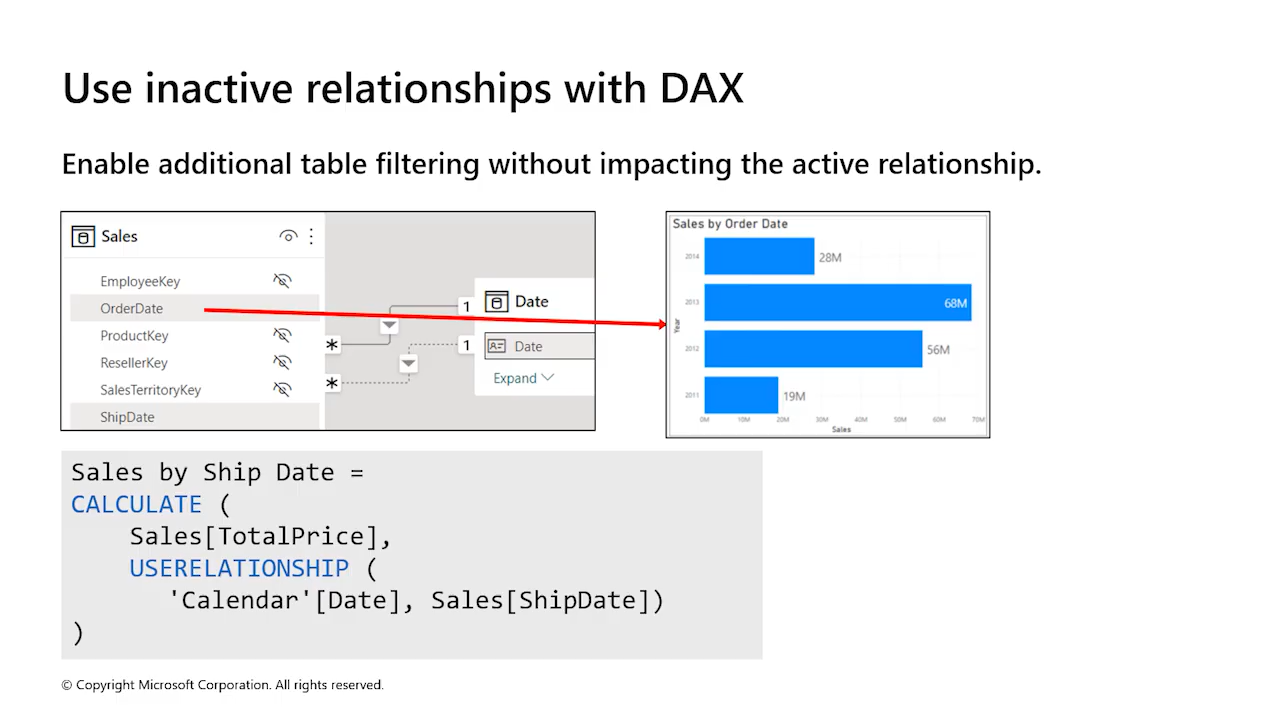 Use inactive relationships with DAX
Enable additional table filtering without impacting the active relationship.
Sales
EmployeeKey
OrderDate
ProductKey
ResellerKey
SalesTerritoryKey
ShipDate
*
*
1
1
Date
Date
Expand
Sales by Order Date
Year
2014
28M
2013
68M
2012
56M
2011
19M
0M 10M 20M 30M 40M 50M 60M 70M
Sales
Sales by Ship Date =
CALCULATE (
Sales[TotalPrice],
USERELATIONSHIP (
'Calendar'[Date], Sales[ShipDate])
)
© Copyright Microsoft Corporation. All rights reserved.